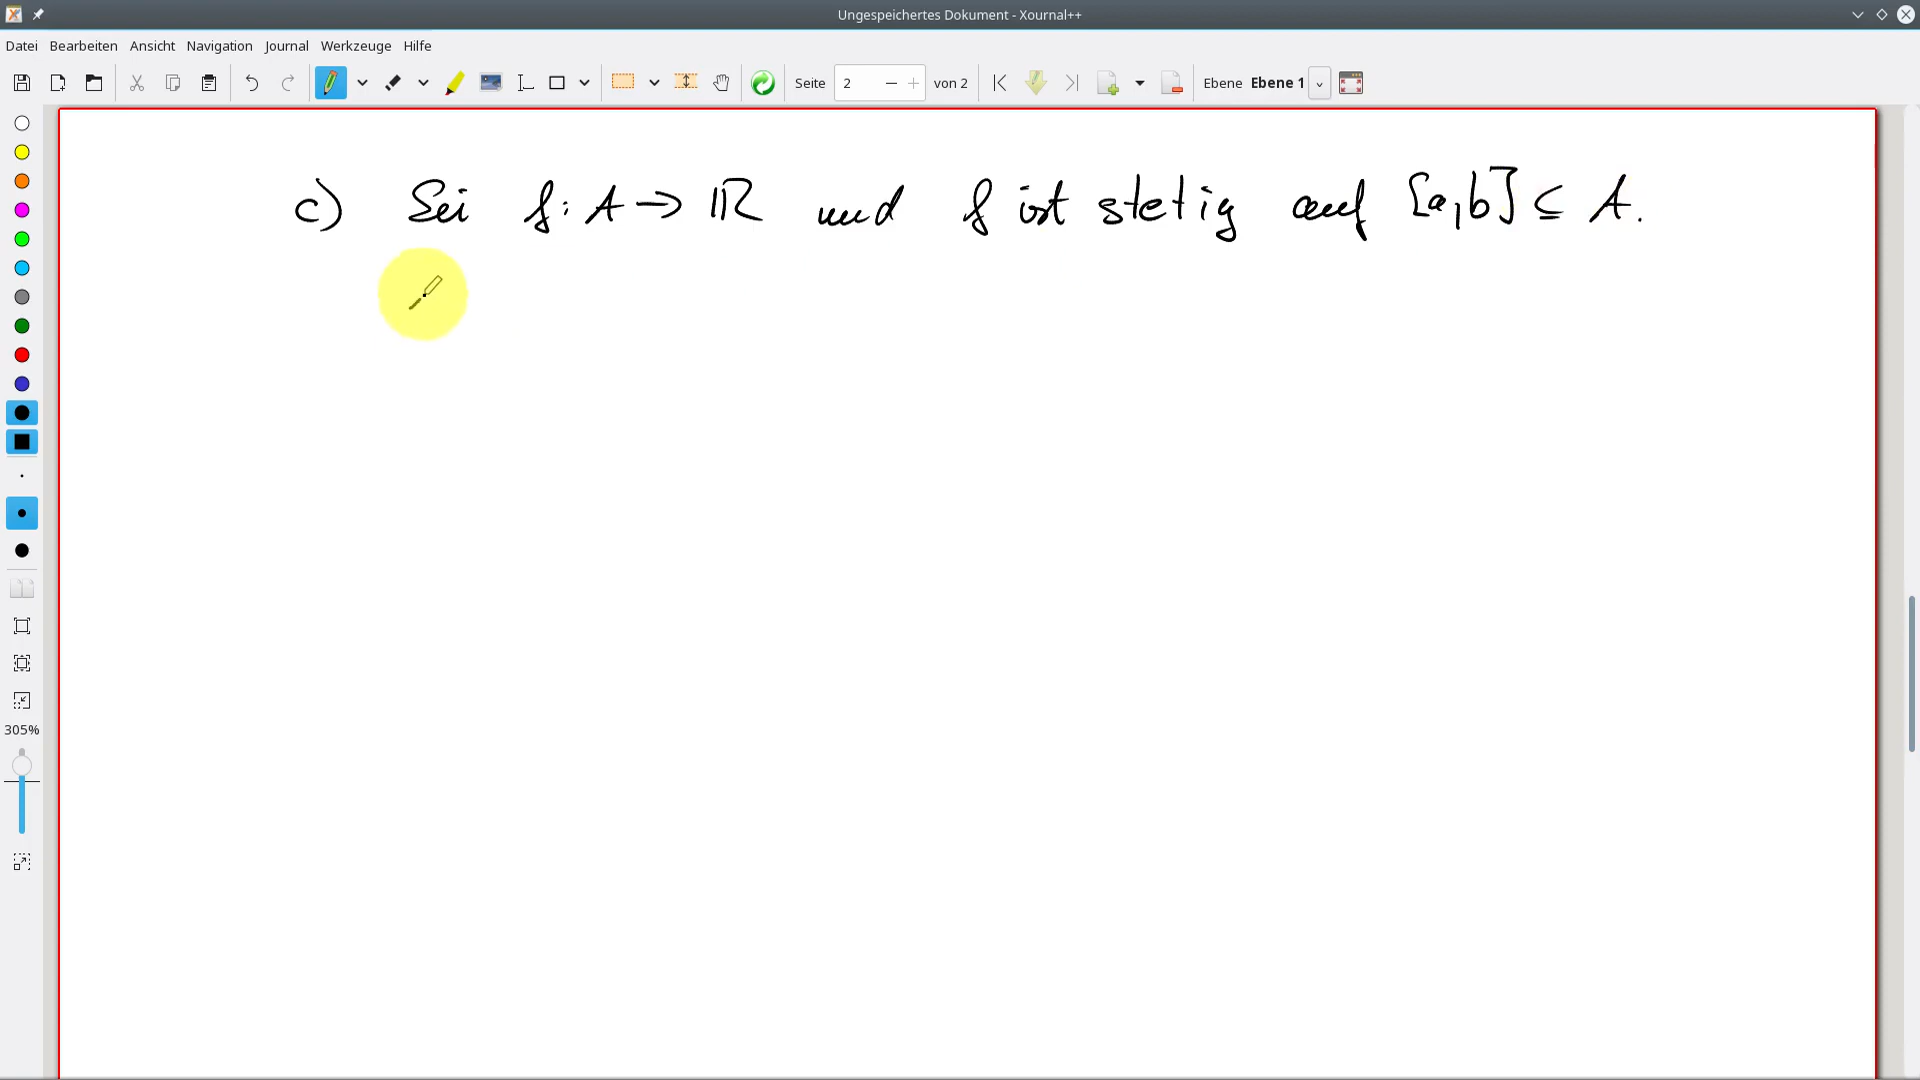 Ungespeichertes Dokument - Xournal++
Datei Bearbeiten Ansicht Navigation Journal Werkzeuge Hilfe
Seite 2 von 2 Ebene Ebene 1
c) Sei f: A → ℝ und f ist stetig auf [a,b] ⊆ A.
305%